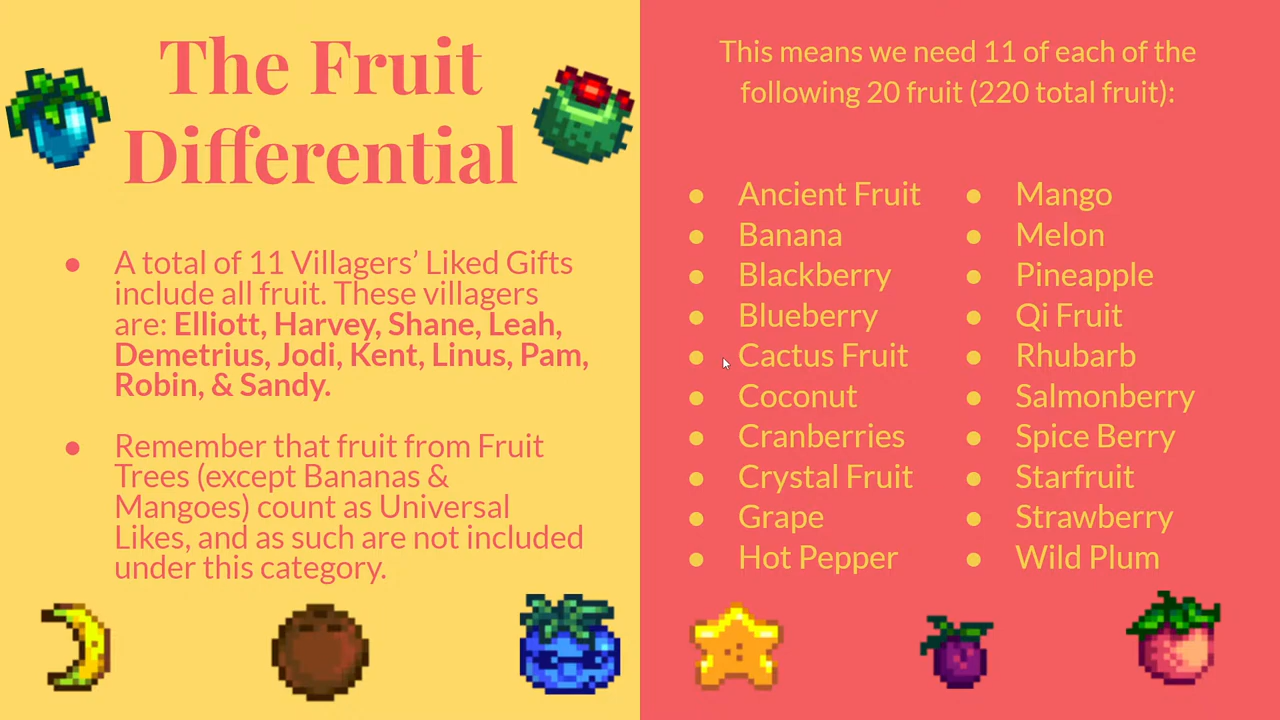 The Fruit
Differential
• A total of 11 Villagers’ Liked Gifts
include all fruit. These villagers
are: Elliott, Harvey, Shane, Leah,
Demetrius, Jodi, Kent, Linus, Pam,
Robin, & Sandy.
• Remember that fruit from Fruit
Trees (except Bananas &
Mangoes) count as Universal
Likes, and as such are not included
under this category.
This means we need 11 of each of the
following 20 fruit (220 total fruit):
• Ancient Fruit
• Banana
• Blackberry
• Blueberry
• Cactus Fruit
• Coconut
• Cranberries
• Crystal Fruit
• Grape
• Hot Pepper
• Mango
• Melon
• Pineapple
• Qi Fruit
• Rhubarb
• Salmonberry
• Spice Berry
• Starfruit
• Strawberry
• Wild Plum